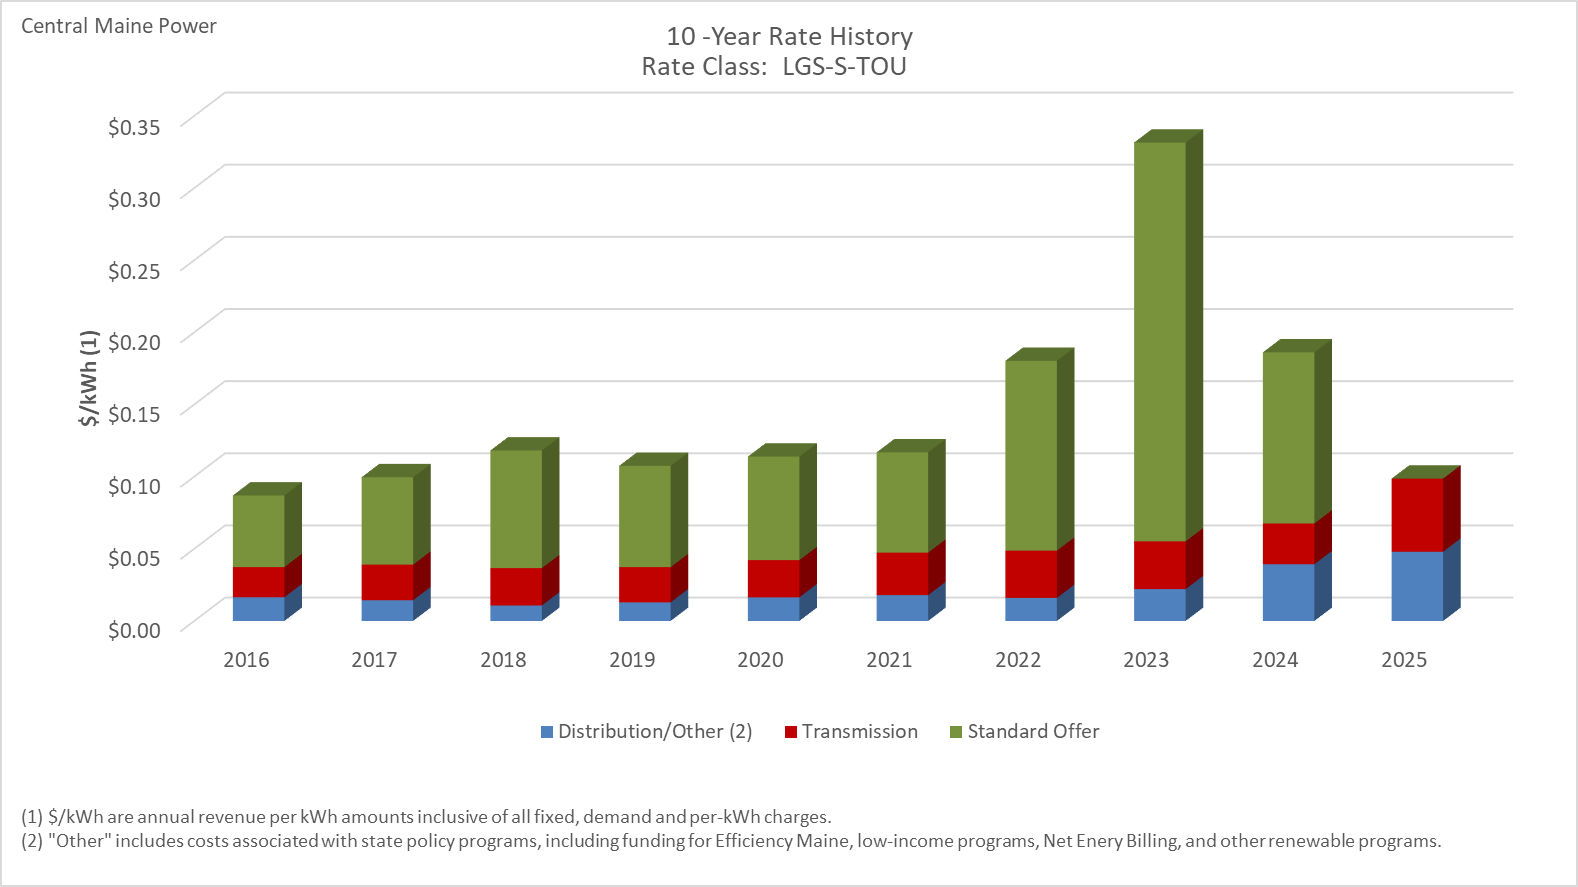 Central Maine Power
10 -Year Rate History
Rate Class:  LGS-S-TOU
$/kWh (1)
$0.35
$0.30
$0.25
$0.20
$0.15
$0.10
$0.05
$0.00
2016 2017 2018 2019 2020 2021 2022 2023 2024 2025
Distribution/Other (2) Transmission Standard Offer
(1) $/kWh are annual revenue per kWh amounts inclusive of all fixed, demand and per-kWh charges.
(2) "Other" includes costs associated with state policy programs, including funding for Efficiency Maine, low-income programs, Net Enery Billing, and other renewable programs.